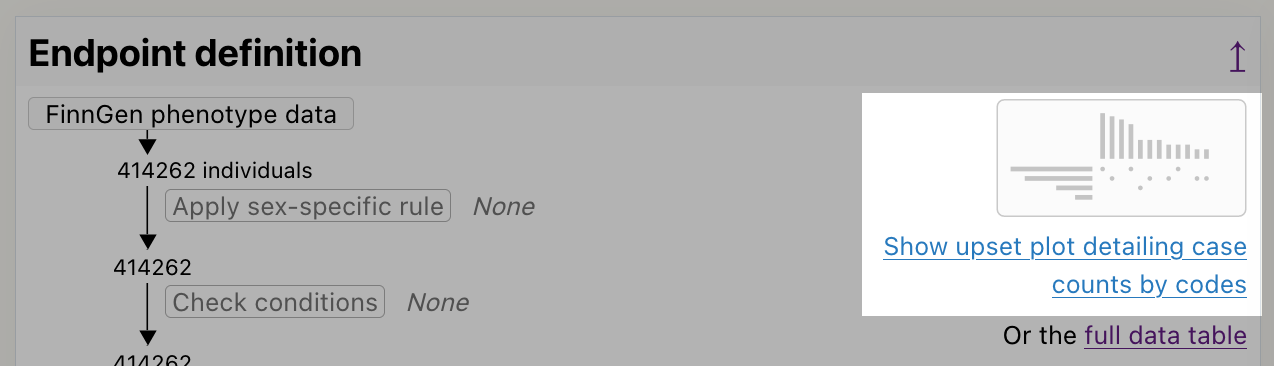 Endpoint definition
↥
FinnGen phenotype data
414262 individuals
Apply sex-specific rule None
414262
Check conditions None
414262
Show upset plot detailing case
counts by codes
Or the full data table